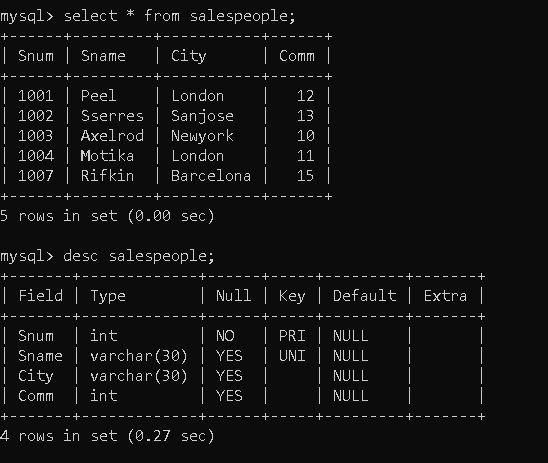 mysql> select * from salespeople;
+------+----------+-----------+------+
| Snum | Sname    | City      | Comm |
+------+----------+-----------+------+
| 1001 | Peel     | London    |   12 |
| 1002 | Sserres  | Sanjose   |   13 |
| 1003 | Axelrod  | Newyork   |   10 |
| 1004 | Motika   | London    |   11 |
| 1007 | Rifkin   | Barcelona |   15 |
+------+----------+-----------+------+
5 rows in set (0.00 sec)
mysql> desc salespeople;
+-------+-------------+------+-----+---------+-------+
| Field | Type        | Null | Key | Default | Extra |
+-------+-------------+------+-----+---------+-------+
| Snum  | int         | NO   | PRI | NULL    |       |
| Sname | varchar(30) | YES  | UNI | NULL    |       |
| City  | varchar(30) | YES  |     | NULL    |       |
| Comm  | int         | YES  |     | NULL    |       |
+-------+-------------+------+-----+---------+-------+
4 rows in set (0.27 sec)